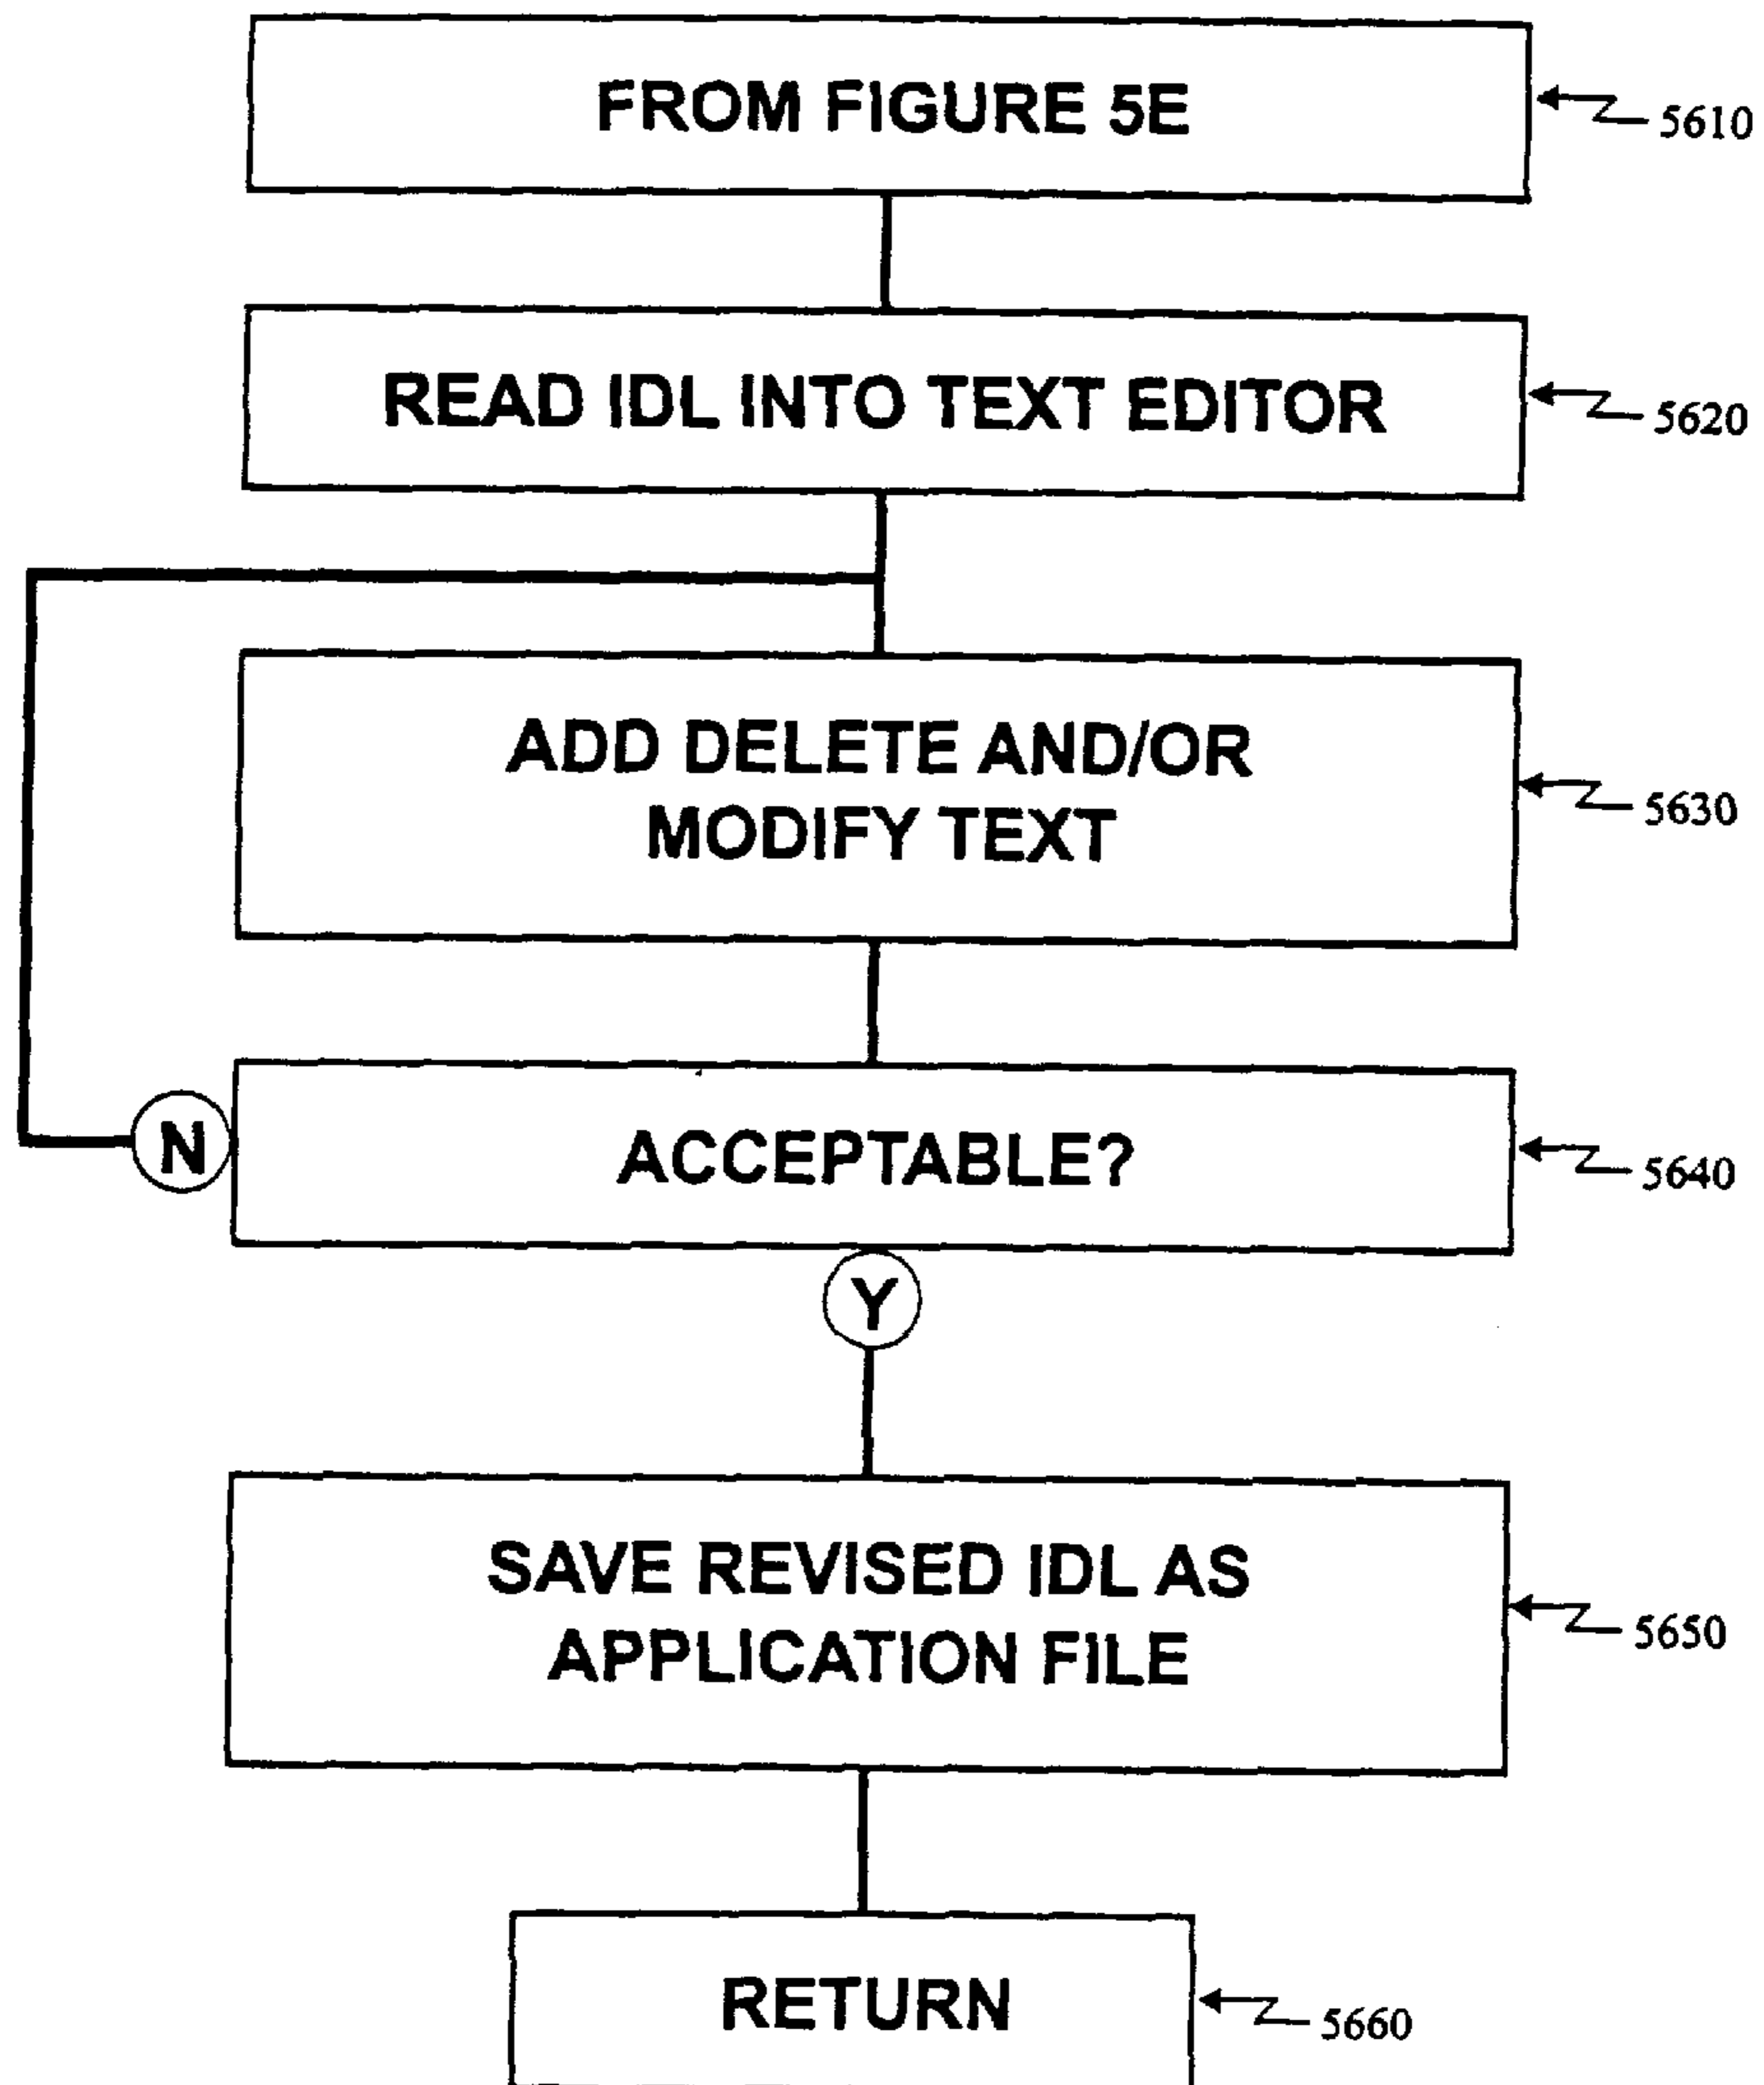 FROM FIGURE 5E
5610
READ IDL INTO TEXT EDITOR
5620
ADD DELETE AND/OR
MODIFY TEXT
5630
N
ACCEPTABLE?
5640
Y
SAVE REVISED IDL AS
APPLICATION FILE
5650
RETURN
5660